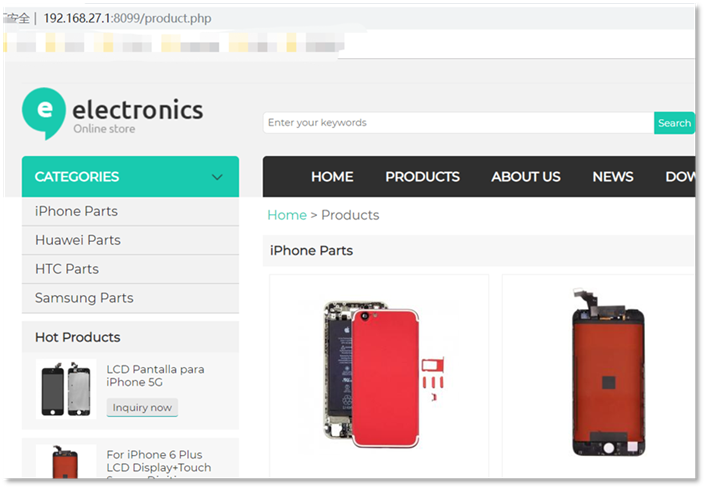 安全 | 192.168.27.1:8099/product.php
e electronics
Online store
Enter your keywords
Search
CATEGORIES
HOME PRODUCTS ABOUT US NEWS DOW
iPhone Parts
Huawei Parts
HTC Parts
Samsung Parts
Home > Products
iPhone Parts
Hot Products
LCD Pantalla para
iPhone 5G
Inquiry now
For iPhone 6 Plus
LCD Display+Touch